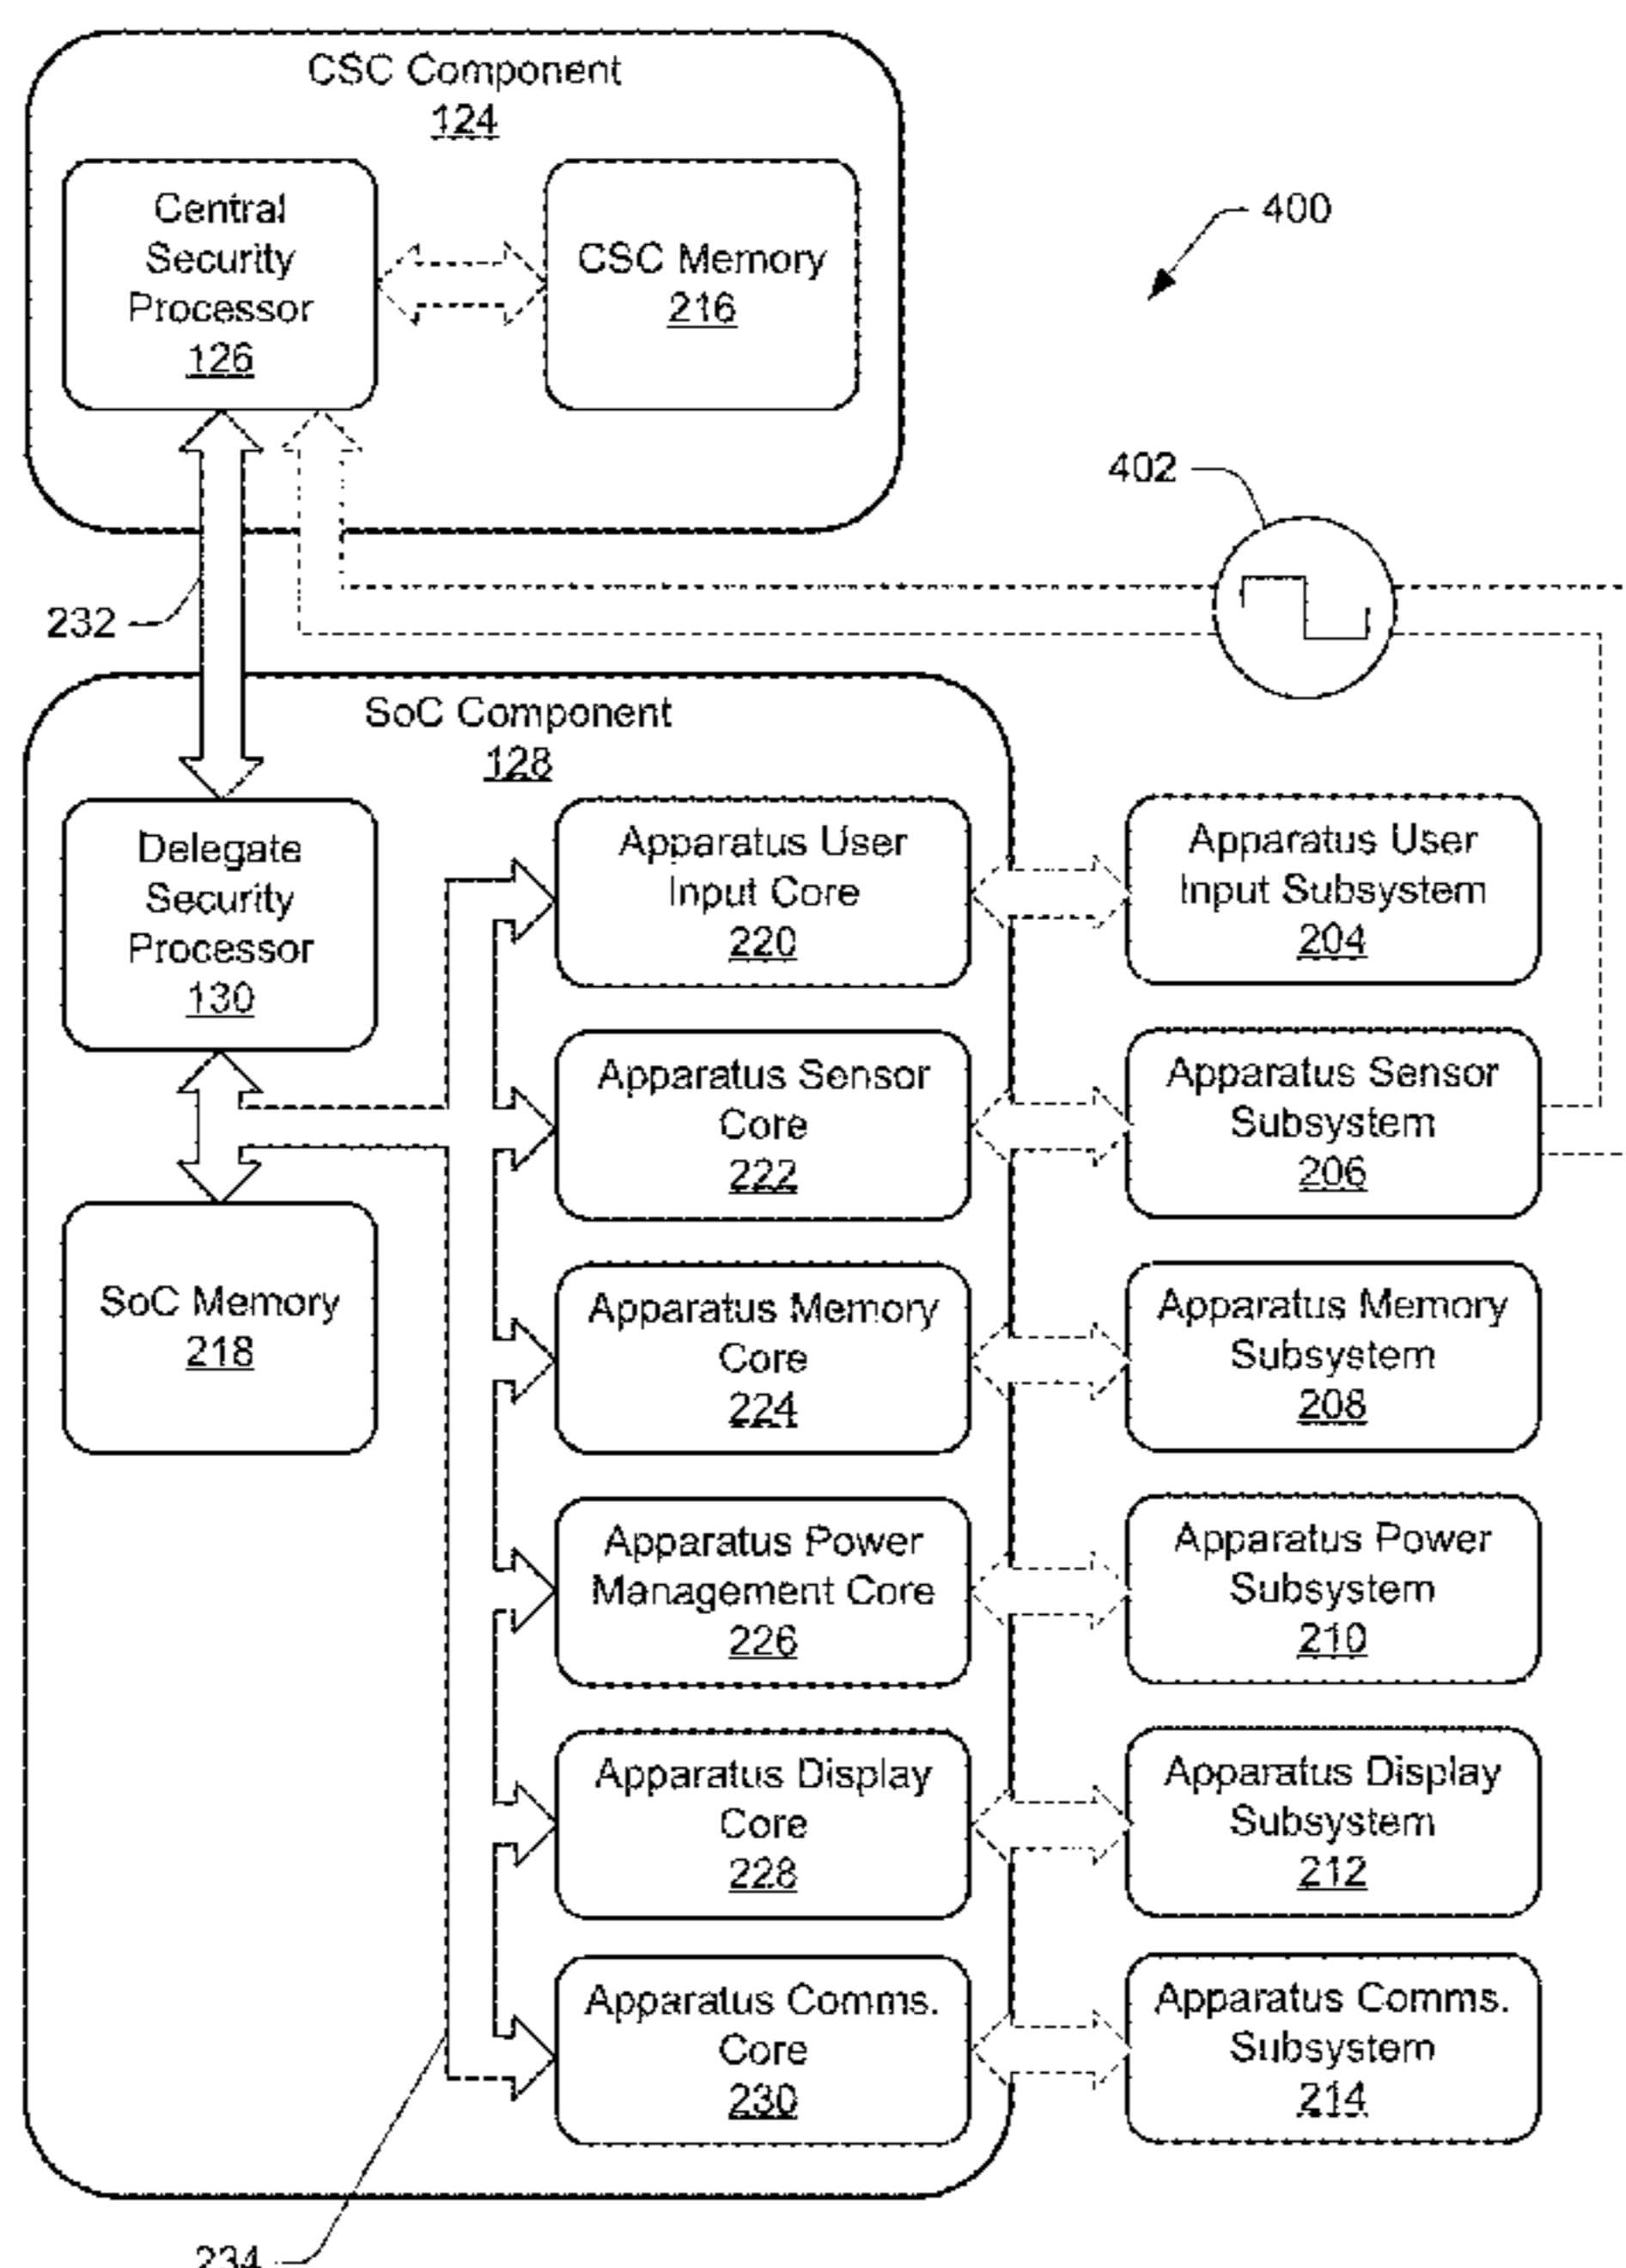 CSC Component
124
Central
Security
Processor
126
CSC Memory
216
400
402
232
SoC Component
128
Delegate
Security
Processor
130
SoC Memory
218
Apparatus User
Input Core
220
Apparatus User
Input Subsystem
204
Apparatus Sensor
Core
222
Apparatus Sensor
Subsystem
206
Apparatus Memory
Core
224
Apparatus Memory
Subsystem
208
Apparatus Power
Management Core
226
Apparatus Power
Subsystem
210
Apparatus Display
Core
228
Apparatus Display
Subsystem
212
Apparatus Comms.
Core
230
Apparatus Comms.
Subsystem
214
234